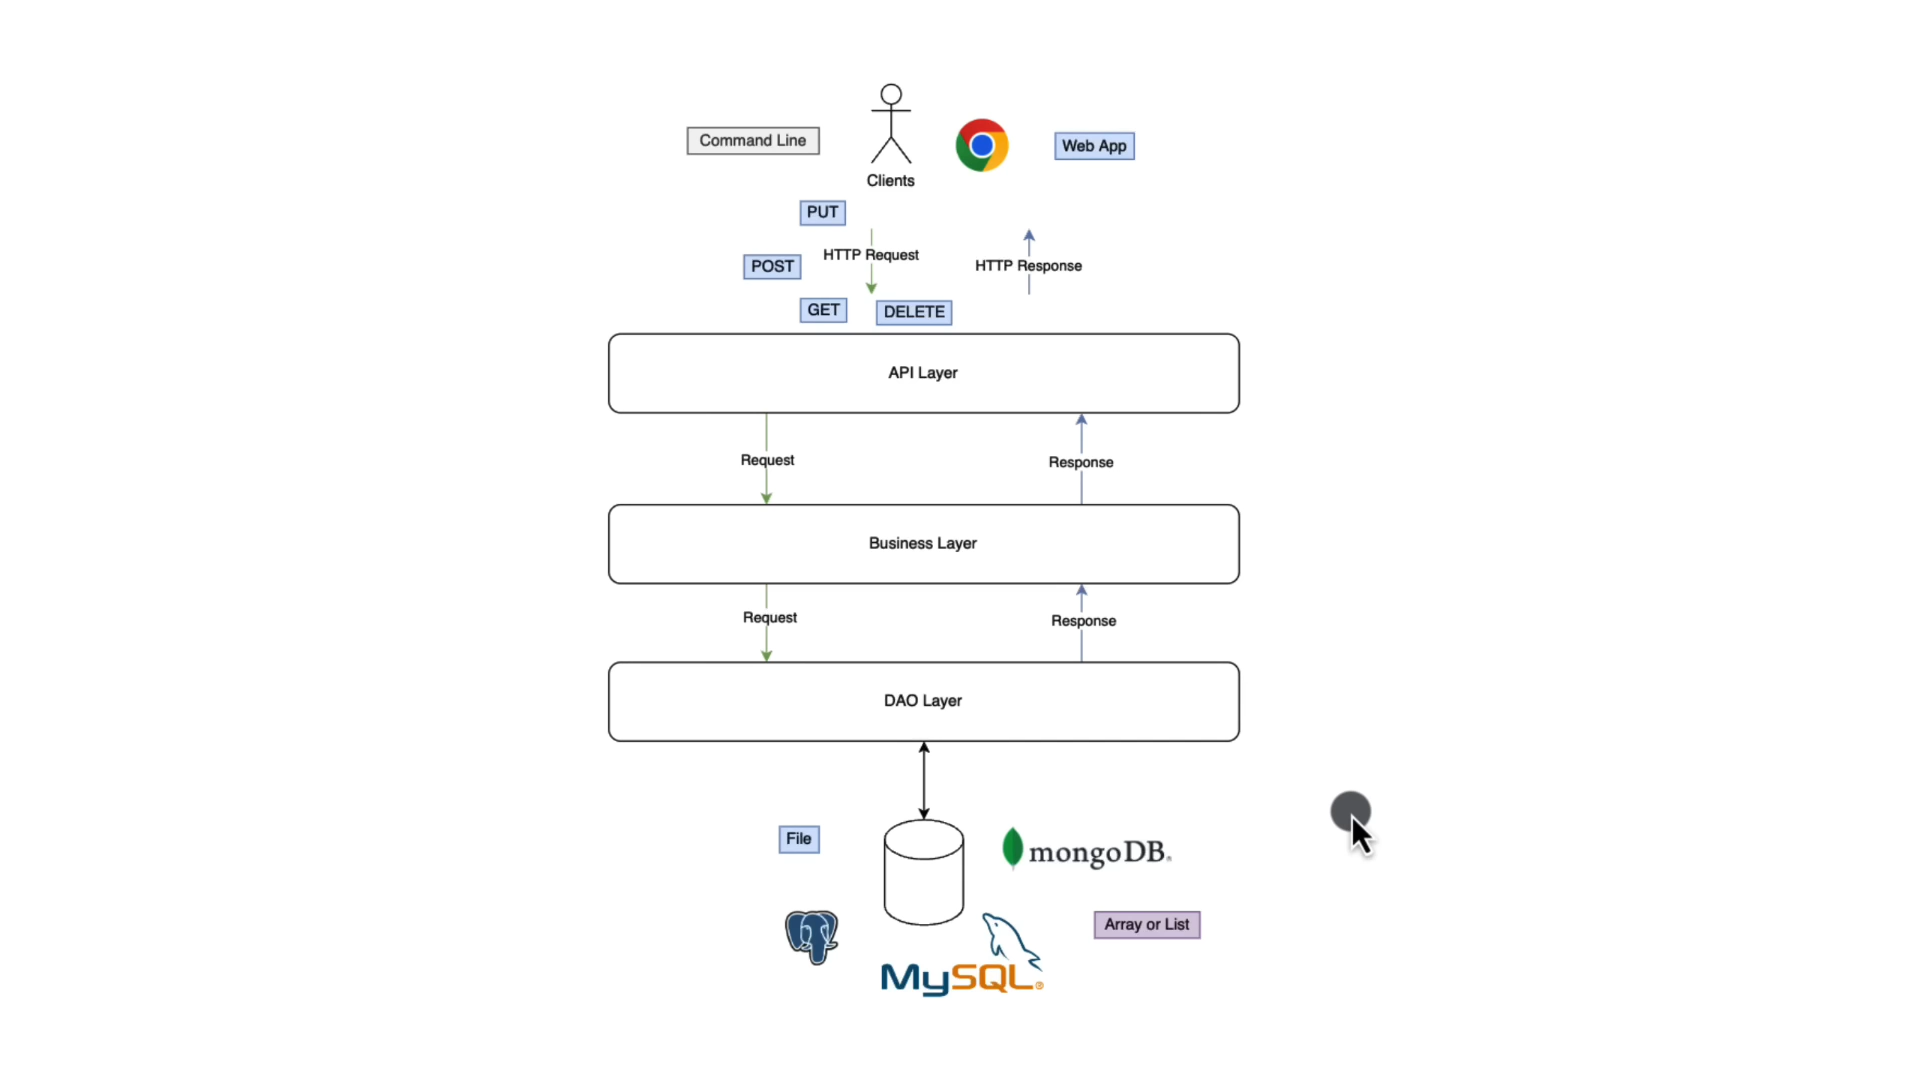 Command Line
Web App
Clients
PUT
HTTP Request
POST
HTTP Response
GET
DELETE
API Layer
Request
Response
Business Layer
Request
Response
DAO Layer
File
mongoDB®
Array or List
MySQL®